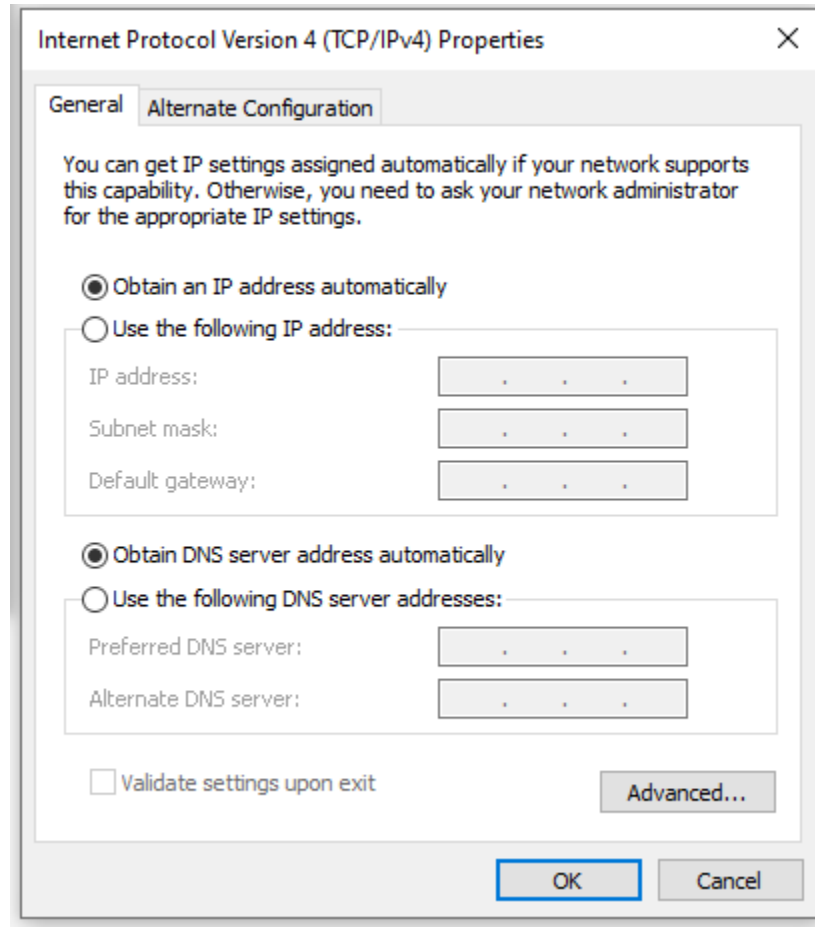 Internet Protocol Version 4 (TCP/IPv4) Properties
General
Alternate Configuration
You can get IP settings assigned automatically if your network supports
this capability. Otherwise, you need to ask your network administrator
for the appropriate IP settings.
Obtain an IP address automatically
Use the following IP address:
IP address:
. . .
Subnet mask:
. . .
Default gateway:
. . .
Obtain DNS server address automatically
Use the following DNS server addresses:
Preferred DNS server:
. . .
Alternate DNS server:
. . .
Validate settings upon exit
Advanced...
OK
Cancel